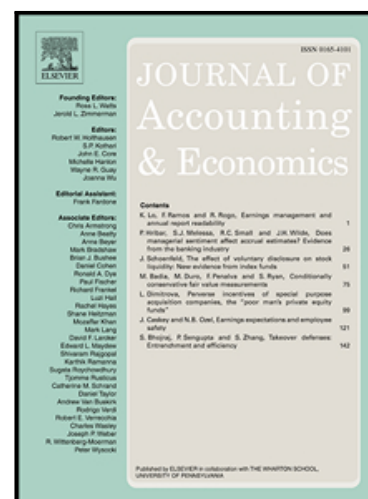 ELSEVIER
Founding Editors:
Ross L. Watts
Jerold L. Zimmerman
Editors:
Robert W. Holthausen
S.P. Kothari
John E. Core
Michelle Hanlon
Wayne R. Guay
Joanna Wu
Editorial Assistant:
Frank Fardone
Associate Editors:
Chris Armstrong
Anne Beatty
Anne Beyer
Mark Bradshaw
Brian J. Bushee
Daniel Cohen
Ronald A. Dye
Paul Fischer
Richard Frankel
Luzi Hail
Rachel Hayes
Shane Heitzman
Mozaffar Khan
Mark Lang
David F. Larcker
Edward L. Maydew
Shivaram Rajgopal
Karthik Ramanna
Sugata Roychowdhury
Tjomme Rusticus
Catherine M. Schrand
Daniel Taylor
Andrew Van Buskirk
Rodrigo Verdi
Robert E. Verrecchia
Charles Wasley
Joseph P. Weber
R. Wittenberg-Moerman
Peter Wysocki
ISSN 0165-4101
JOURNAL OF
Accounting
& Economics
Contents
K. Lo, F. Ramos and R. Rogo, Earnings management and
annual report readability 1
P. Hribar, S.J. Melessa, R.C. Small and J.H. Wilde, Does
managerial sentiment affect accrual estimates? Evidence
from the banking industry 26
J. Schoenfeld, The effect of voluntary disclosure on stock
liquidity: New evidence from index funds 51
M. Badia, M. Duro, F. Penalva and S. Ryan, Conditionally
conservative fair value measurements 75
L. Dimitrova, Perverse incentives of special purpose
acquisition companies, the "poor man's private equity
funds" 99
J. Caskey and N.B. Ozel, Earnings expectations and employee
safety 121
S. Bhojraj, P. Sengupta and S. Zhang, Takeover defenses:
Entrenchment and efficiency 142
Published by ELSEVIER in collaboration with THE WHARTON SCHOOL,
UNIVERSITY OF PENNSYLVANIA